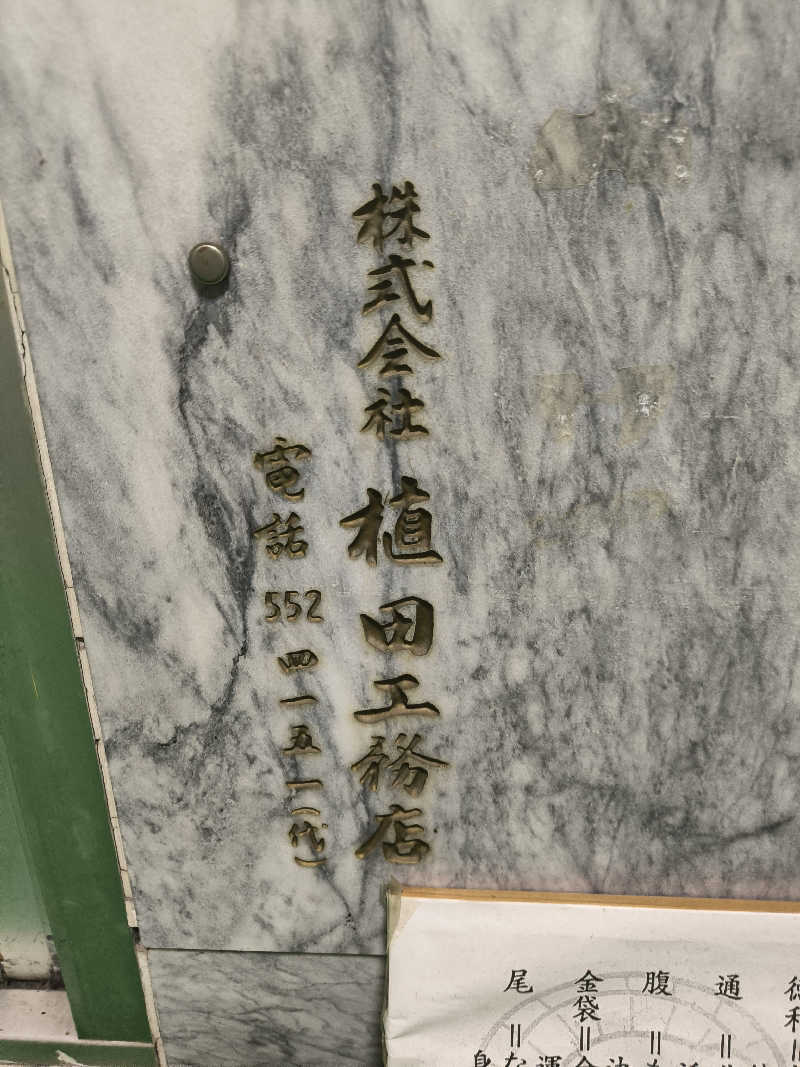 株式会社 植田工務店
電話 552 四一五一(代)
通
腹 =
金袋 =
尾 =な